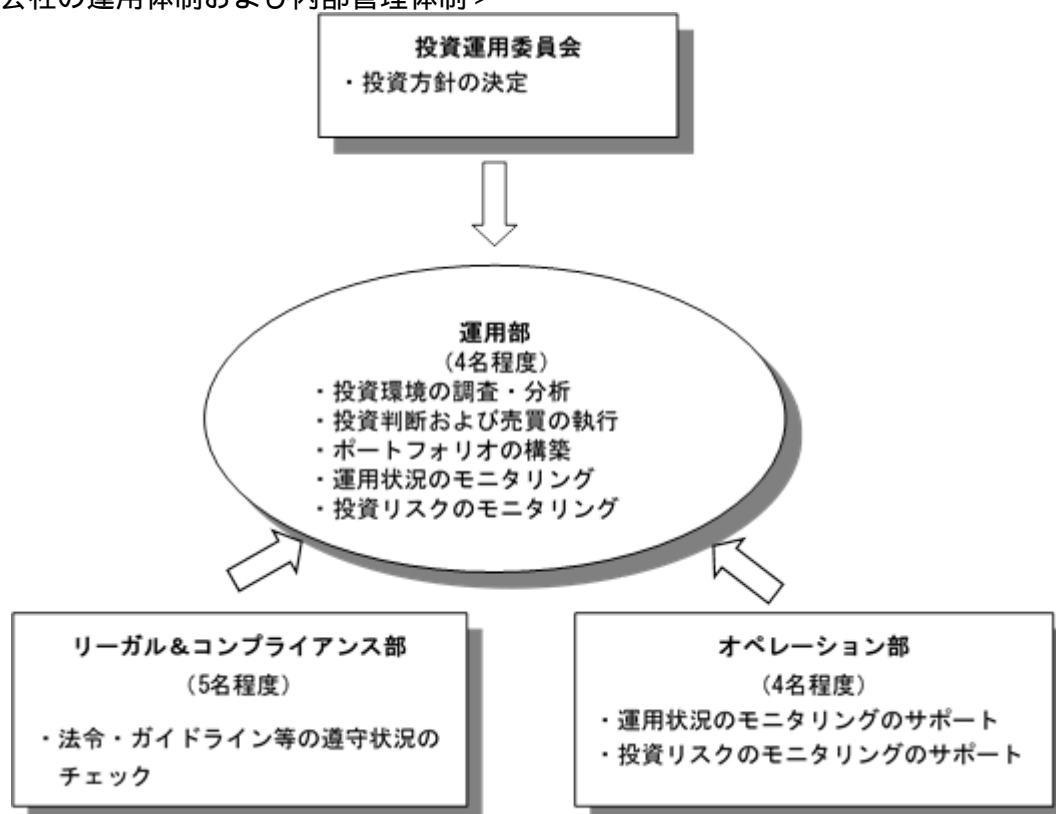 会社の運用体制および内部管理体制>
投資運用委員会
・投資方針の決定
運用部
(4名程度)
・投資環境の調査・分析
・投資判断および売買の執行
・ポートフォリオの構築
・運用状況のモニタリング
・投資リスクのモニタリング
リーガル&コンプライアンス部
(5名程度)
・法令・ガイドライン等の遵守状況の
チェック
オペレーション部
(4名程度)
・運用状況のモニタリングのサポート
・投資リスクのモニタリングのサポート